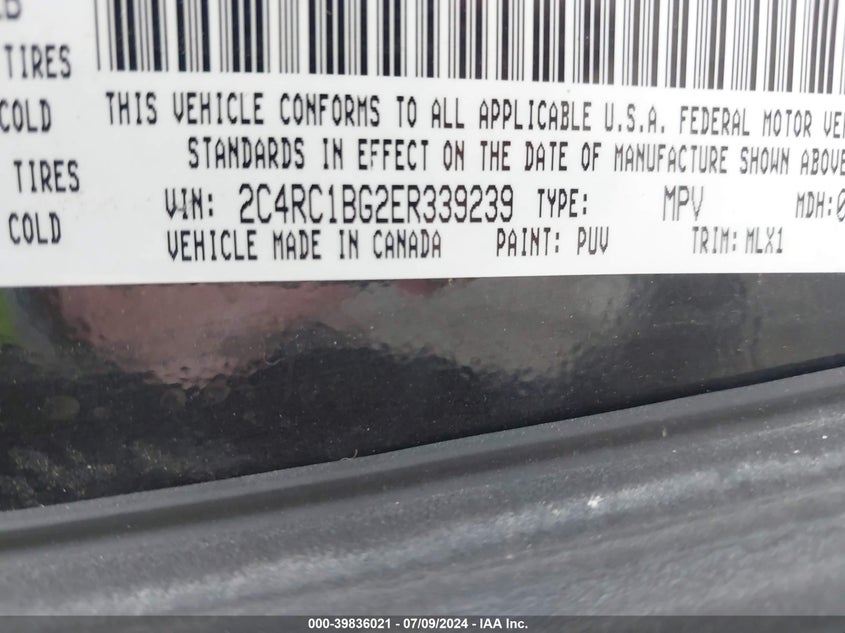 LB
TIRES
COLD
THIS VEHICLE CONFORMS TO ALL APPLICABLE U.S.A. FEDERAL MOTOR VE
STANDARDS IN EFFECT ON THE DATE OF MANUFACTURE SHOWN ABOVE
TIRES
COLD
VIN: 2C4RC1BG2ER339239 TYPE: MPV MDH:0
VEHICLE MADE IN CANADA PAINT: PUV TRIM: MLX1
000-39836021 - 07/09/2024 - IAA Inc.